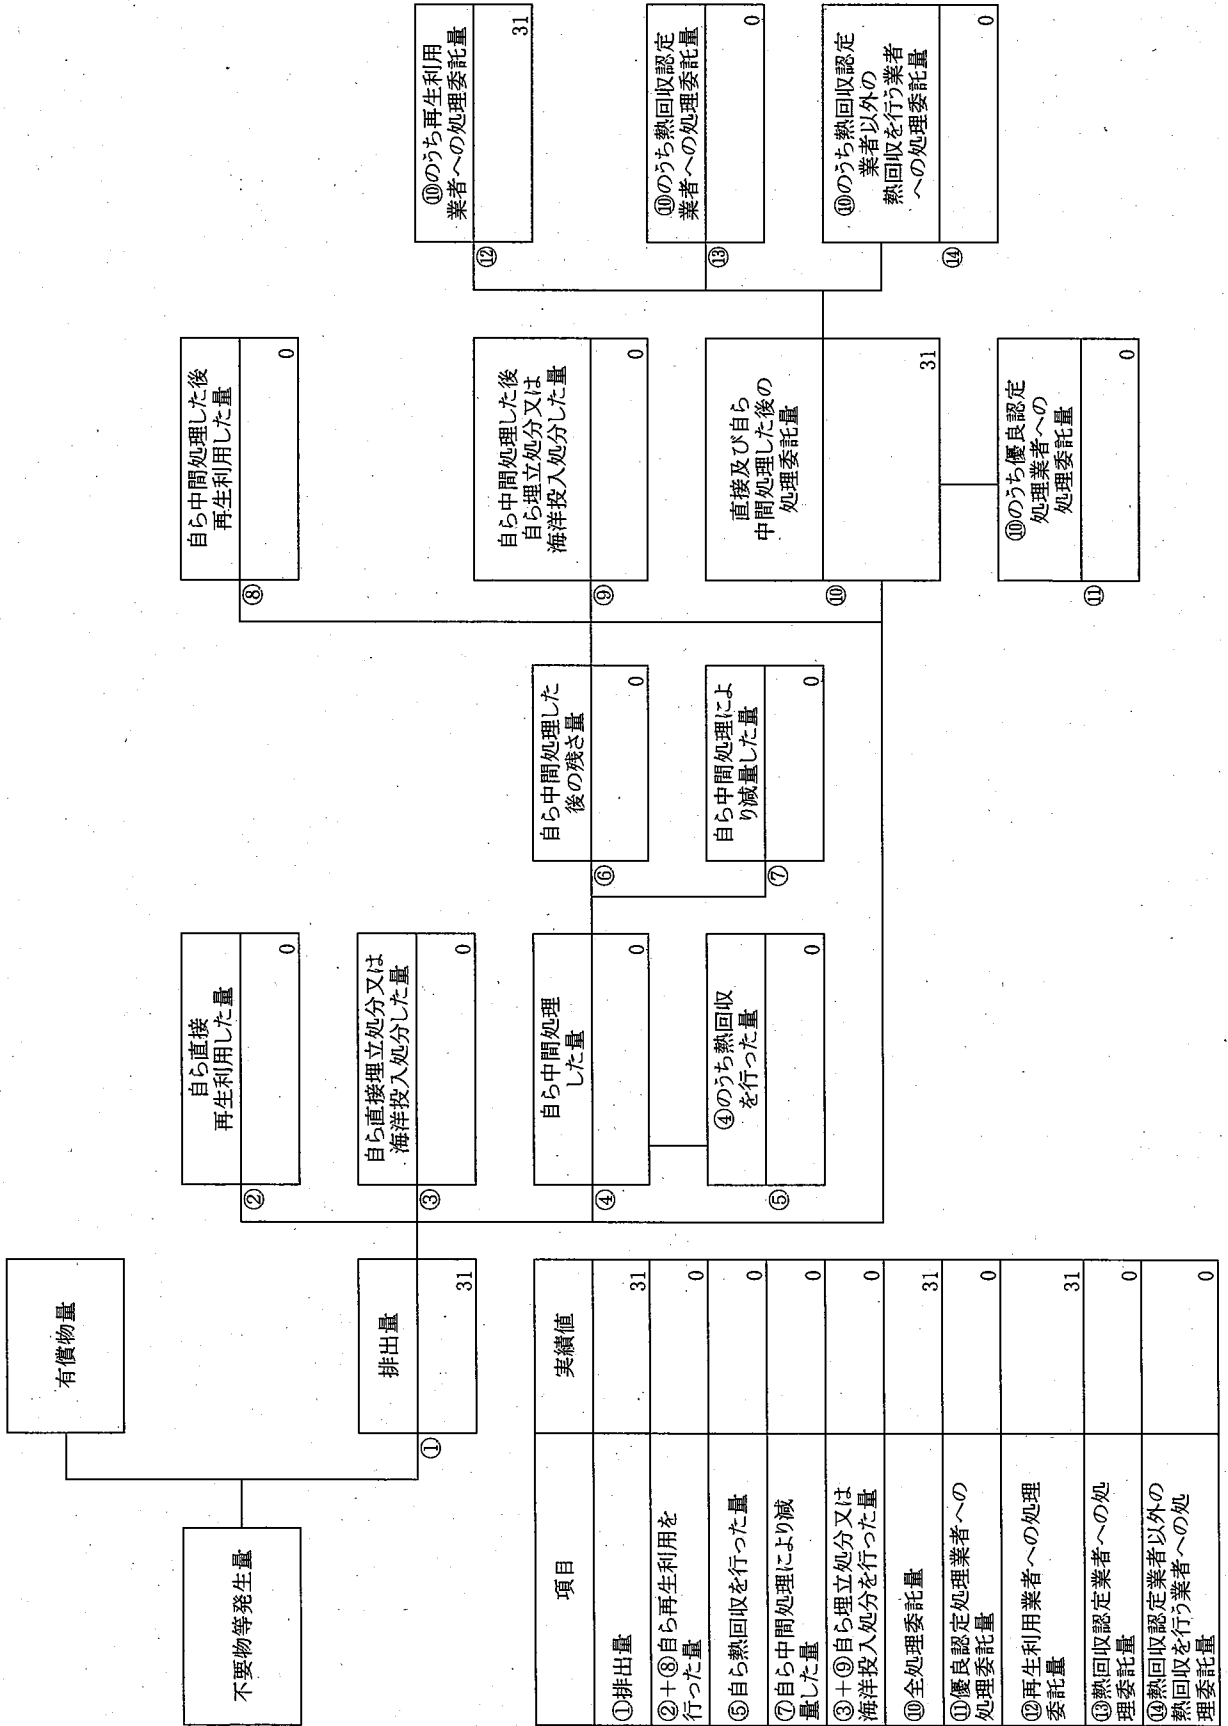 不要物等発生量
有償物量
排出量
①
31
自ら直接
再生利用した量
②
0
自ら直接埋立処分又は
海洋投入処分した量
③
0
自ら中間処理
した量
④
0
④のうち熱回収
を行った量
⑤
0
自ら中間処理した
後の残さ量
⑥
0
自ら中間処理によ
り減量した量
⑦
0
自ら中間処理した後
再生利用した量
⑧
0
自ら中間処理した後
自ら埋立処分又は
海洋投入処分した量
⑨
0
直接及び自ら
中間処理した後の
処理委託量
⑩
31
⑩のうち優良認定
処理業者への
処理委託量
⑪
0
⑩のうち再生利用
業者への処理委託量
⑫
31
⑩のうち熱回収認定
業者への処理委託量
⑬
0
⑩のうち熱回収認定
業者以外の
熱回収を行う業者
への処理委託量
⑭
0
項目 実績値
①排出量 31
②+⑧自ら再生利用を
行った量 0
⑤自ら熱回収を行った量 0
⑦自ら中間処理により減
量した量 0
③+⑨自ら埋立処分又は
海洋投入処分を行った量 0
⑩全処理委託量 31
⑪優良認定処理業者への
処理委託量 0
⑫再生利用業者への処理
委託量 31
⑬熱回収認定業者への処
理委託量 0
⑭熱回収認定業者以外の
熱回収を行う業者への処
理委託量 0